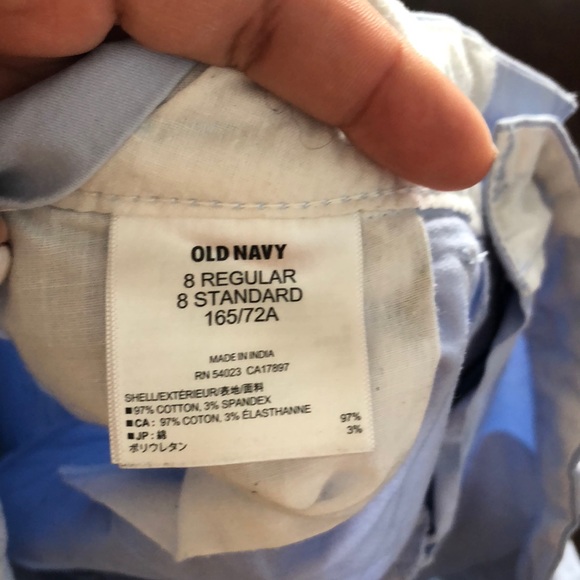 OLD NAVY
8 REGULAR
8 STANDARD
165/72A
MADE IN INDIA
RN 54023 CA17897
SHELL/EXTÉRIEUR/表地/面料
■97% COTTON, 3% SPANDEX
■CA: 97% COTON, 3% ÉLASTHANNE
■JP: 綿 97%
ポリウレタン 3%